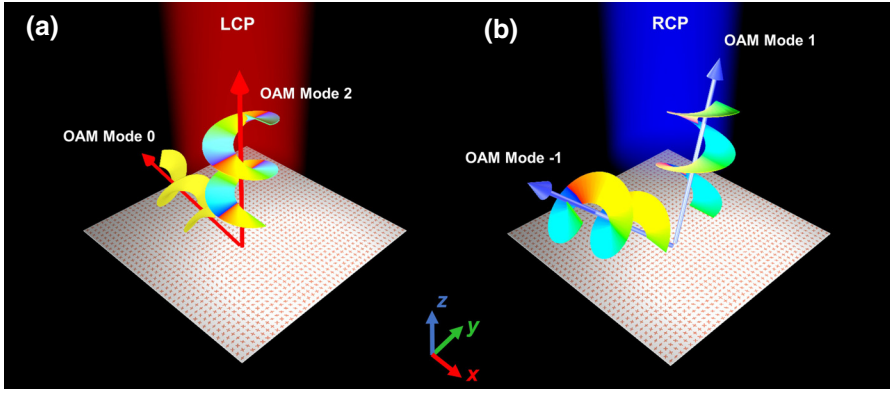 (a)
LCP
OAM Mode 2
OAM Mode 0
(b)
RCP
OAM Mode 1
OAM Mode -1
z
y
x